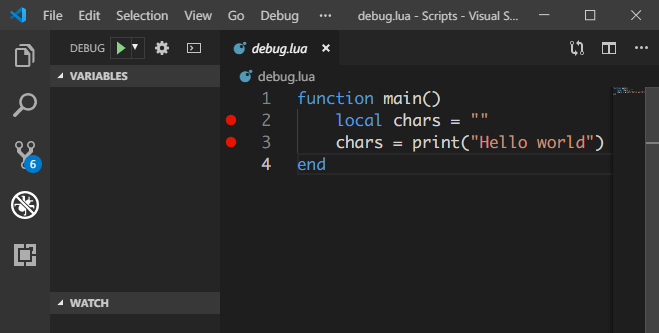 File Edit Selection View Go Debug ··· debug.lua - Scripts - Visual S...
DEBUG
debug.lua
VARIABLES
debug.lua
1 function main()
2 local chars = ""
3 chars = print("Hello world")
4 end
6
WATCH